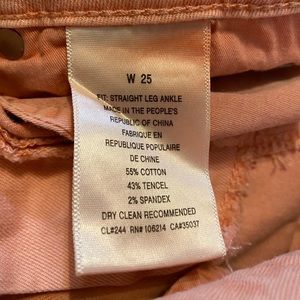 W 25
FIT: STRAIGHT LEG ANKLE
MADE IN THE PEOPLE'S
REPUBLIC OF CHINA
FABRIQUE EN
REPUBLIQUE POPULAIRE
DE CHINE
55% COTTON
43% TENCEL
2% SPANDEX
DRY CLEAN RECOMMENDED
CL#244 RN# 106214 CA#35037